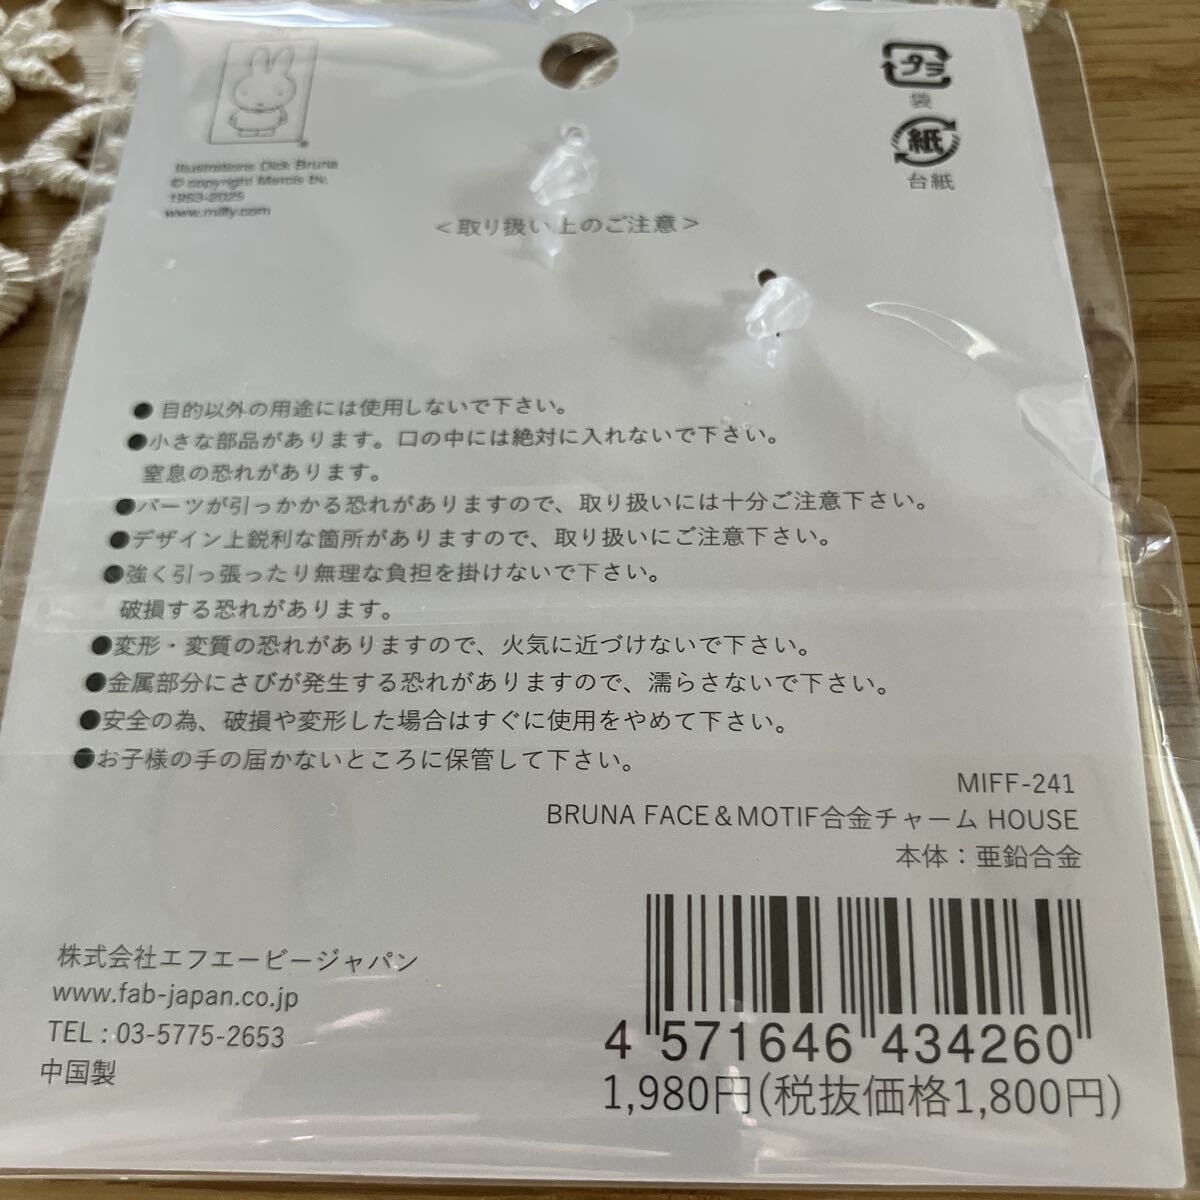 Illustrations Dick Bruna
© copyright Mercis bv,
1953-2025
www.miffy.com
プラ
袋
紙
台紙
<取り扱い上のご注意>
●目的以外の用途には使用しないで下さい。
●小さな部品があります。口の中には絶対に入れないで下さい。
窒息の恐れがあります。
●パーツが引っかかる恐れがありますので、取り扱いには十分ご注意下さい。
●デザイン上鋭利な箇所がありますので、取り扱いにご注意下さい。
●強く引っ張ったり無理な負担を掛けないで下さい。
破損する恐れがあります。
●変形・変質の恐れがありますので、火気に近づけないで下さい。
●金属部分にさびが発生する恐れがありますので、濡らさないで下さい。
●安全の為、破損や変形した場合はすぐに使用をやめて下さい。
●お子様の手の届かないところに保管して下さい。
MIFF-241
BRUNA FACE＆MOTIF合金チャーム HOUSE
本体：亜鉛合金
株式会社エフエービージャパン
www.fab-japan.co.jp
TEL：03-5775-2653
中国製
4 571646 434260
1,980円(税抜価格1,800円)